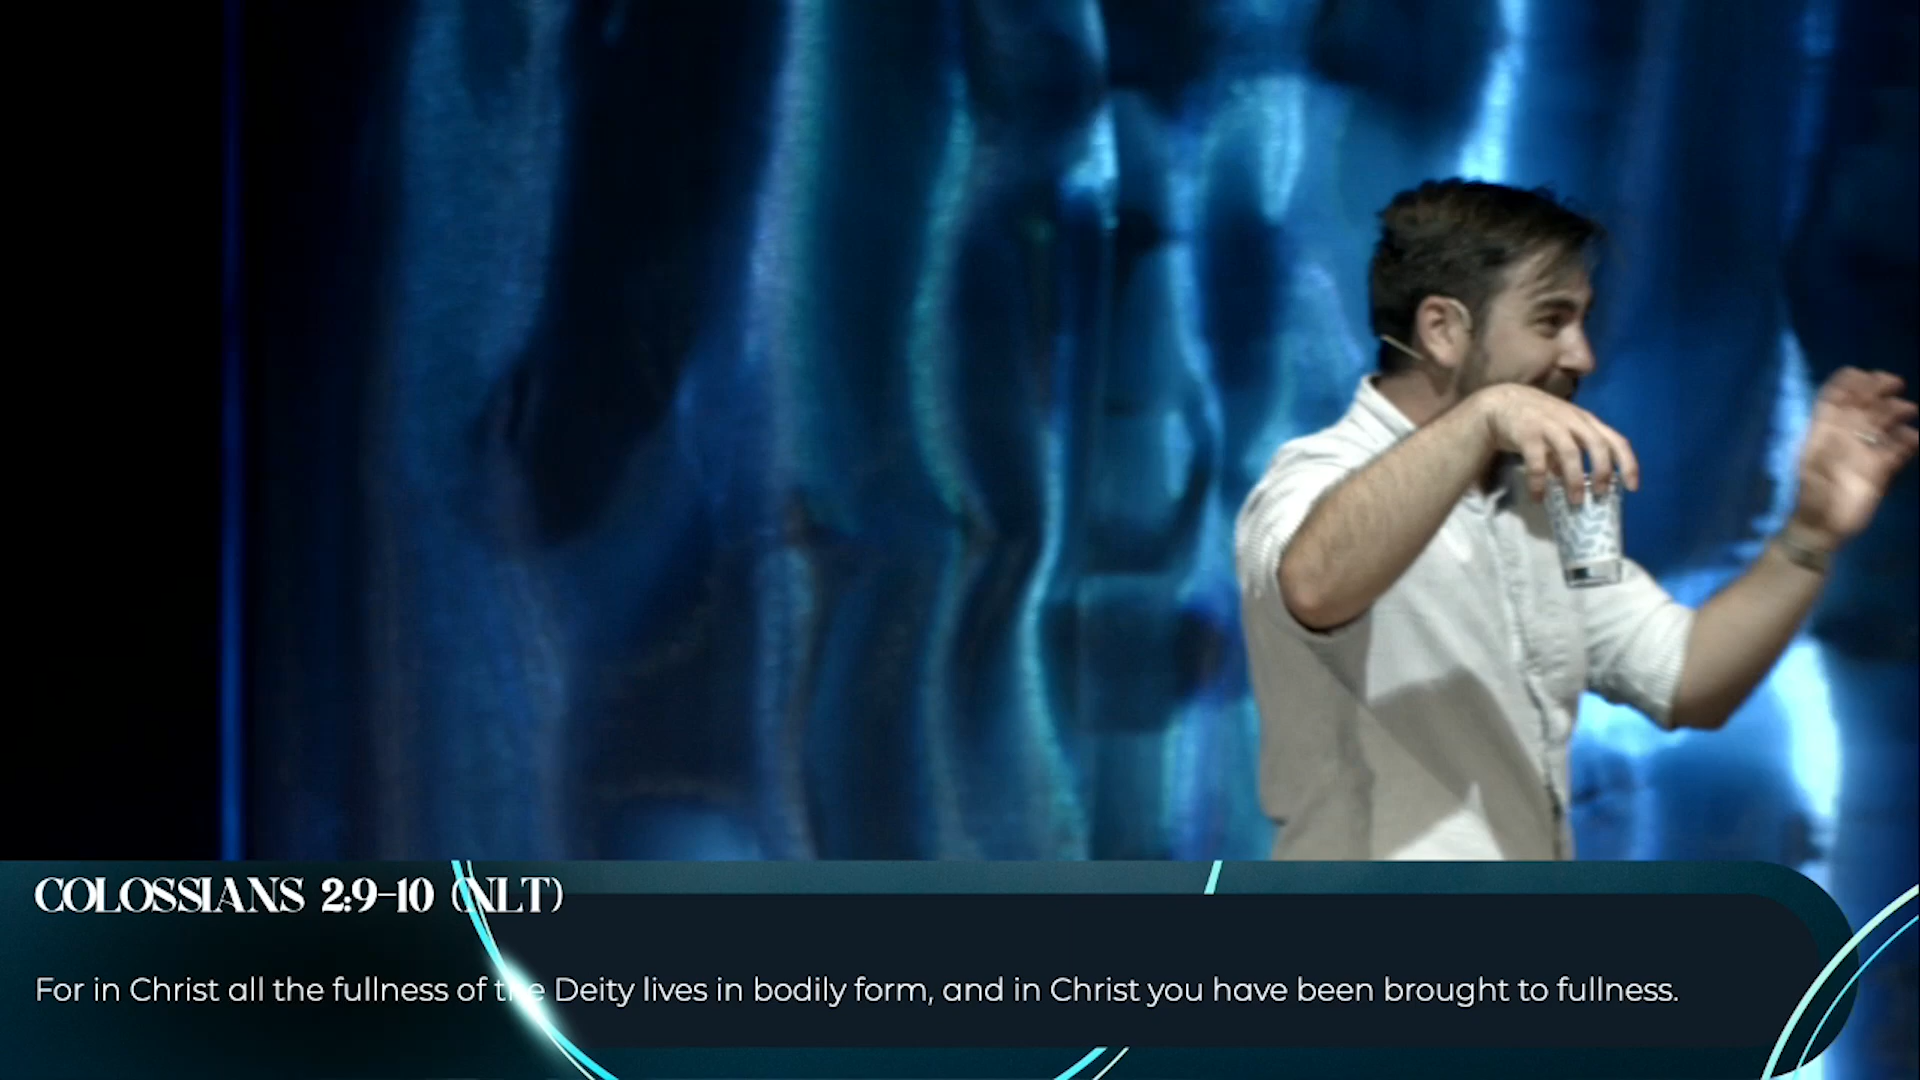 COLOSSIANS 2:9-10 (NLT)
For in Christ all the fullness of the Deity lives in bodily form, and in Christ you have been brought to fullness.